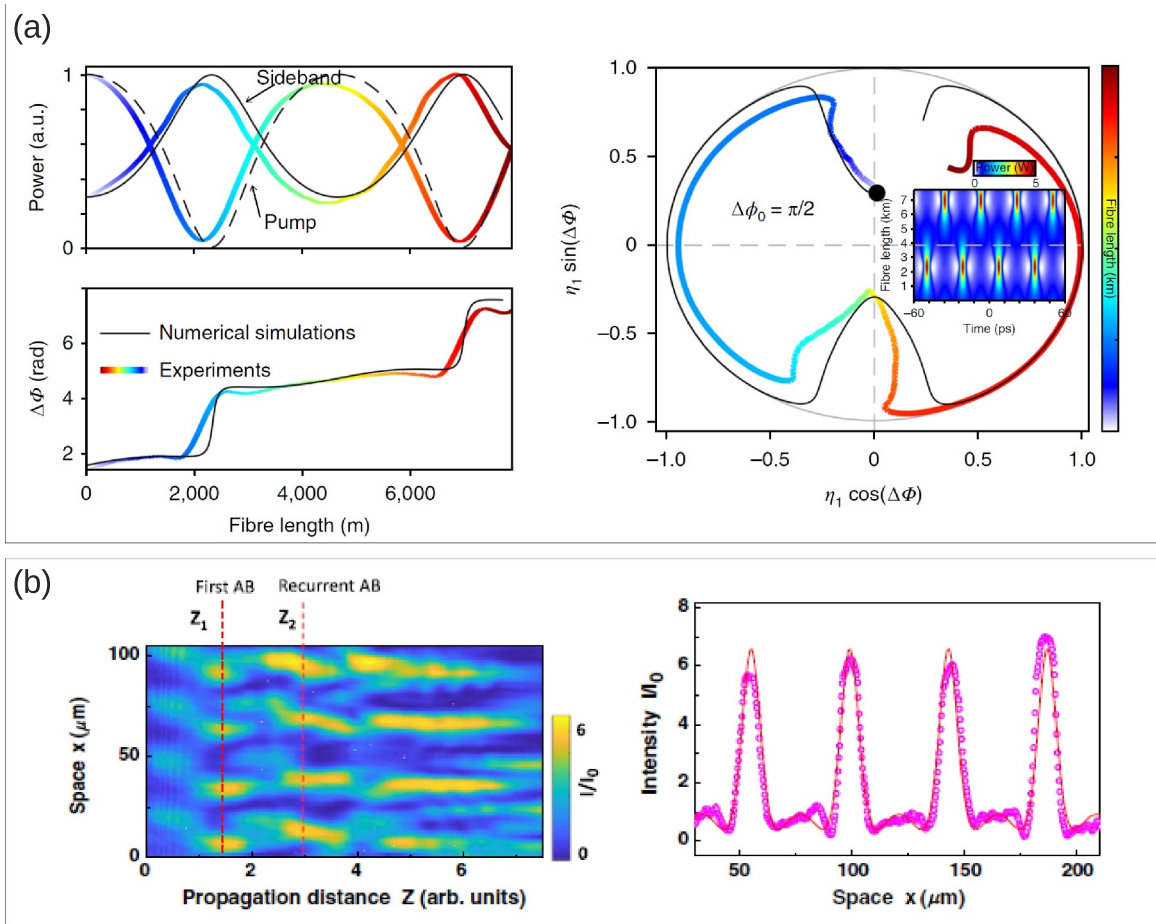 (a)
1
0
Power (a.u.)
Sideband
Pump
6
4
2
ΔΦ (rad)
Numerical simulations
Experiments
0
2,000
4,000
6,000
Fibre length (m)
1.0
0.5
0
−0.5
−1.0
η1 sin(ΔΦ)
Δϕ0 = π/2
−1.0
−0.5
0
0.5
1.0
η1 cos(ΔΦ)
Power (W)
0
5
Fibre length (km)
7
6
5
4
3
2
1
−60
0
60
Time (ps)
Fibre length (km)
(b)
First AB
Recurrent AB
Z1
Z2
100
50
0
Space x (μm)
0
2
4
6
Propagation distance Z (arb. units)
6
0
I/I0
8
6
4
2
0
Intensity I/I0
50
100
150
200
Space x (μm)